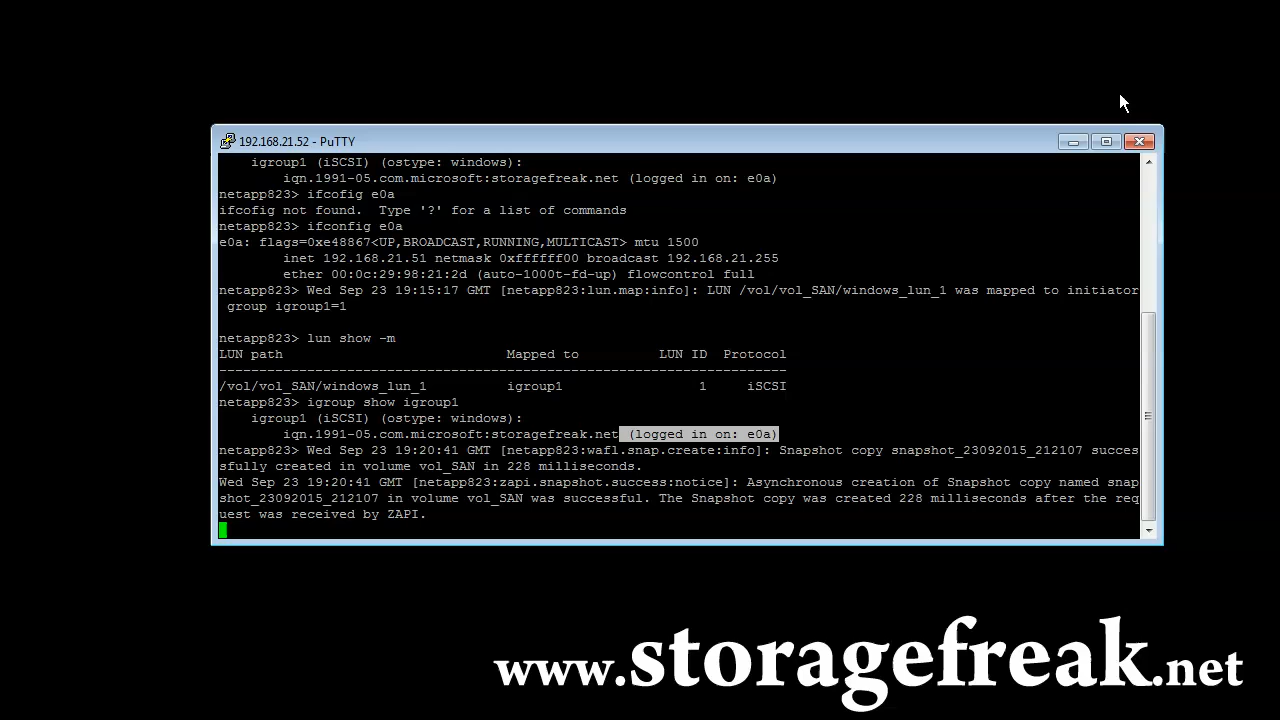 192.168.21.52 - PuTTY
igroup1 (iSCSI) (ostype: windows):
iqn.1991-05.com.microsoft:storagefreak.net (logged in on: e0a)
netapp823> ifcofig e0a
ifcofig not found.  Type '?' for a list of commands
netapp823> ifconfig e0a
e0a: flags=0xe48867<UP,BROADCAST,RUNNING,MULTICAST> mtu 1500
inet 192.168.21.51 netmask 0xffffff00 broadcast 192.168.21.255
ether 00:0c:29:98:21:2d (auto-1000t-fd-up) flowcontrol full
netapp823> Wed Sep 23 19:15:17 GMT [netapp823:lun.map:info]: LUN /vol/vol_SAN/windows_lun_1 was mapped to initiator
group igroup1=1
netapp823> lun show -m
LUN path Mapped to LUN ID Protocol
-----------------------------------------------------------------------
/vol/vol_SAN/windows_lun_1 igroup1 1 iSCSI
netapp823> igroup show igroup1
igroup1 (iSCSI) (ostype: windows):
iqn.1991-05.com.microsoft:storagefreak.net (logged in on: e0a)
netapp823> Wed Sep 23 19:20:41 GMT [netapp823:wafl.snap.create:info]: Snapshot copy snapshot_23092015_212107 succes
sfully created in volume vol_SAN in 228 milliseconds.
Wed Sep 23 19:20:41 GMT [netapp823:zapi.snapshot.success:notice]: Asynchronous creation of Snapshot copy named snap
shot_23092015_212107 in volume vol_SAN was successful. The Snapshot copy was created 228 milliseconds after the req
uest was received by ZAPI.
www.storagefreak.net